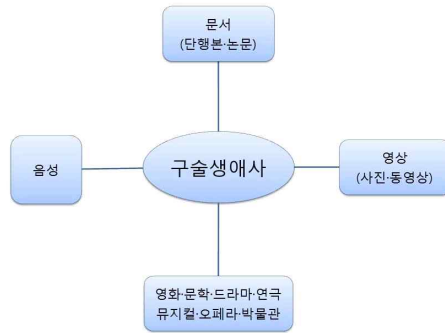 문서
(단행본·논문)
음성
구술생애사
영상
(사진·동영상)
영화·문학·드라마·연극
뮤지컬·오페라·박물관